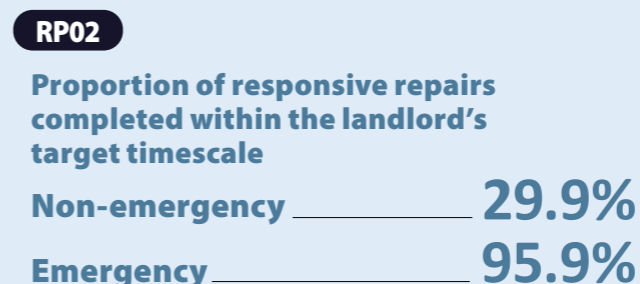 RP02
Proportion of responsive repairs
completed within the landlord's
target timescale
Non-emergency 29.9%
Emergency 95.9%